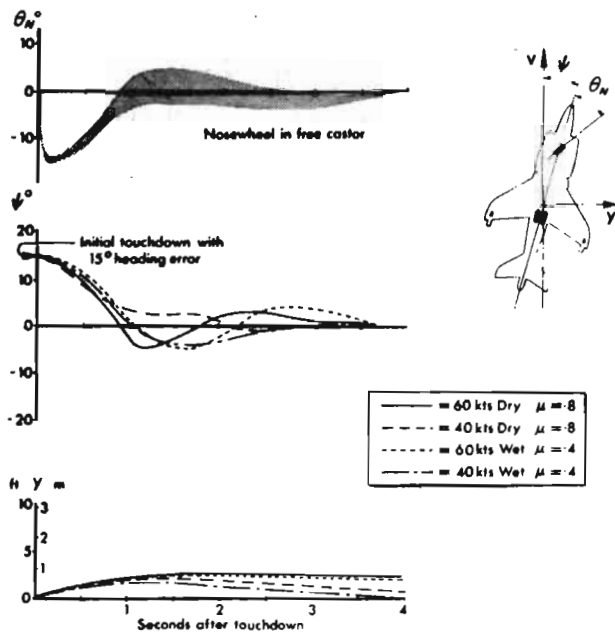 θN°
10
0
-10
Nosewheel in free castor
V
ψ
θN
y
ψ°
Initial touchdown with
15° heading error
20
10
0
-10
-20
= 60 kts Dry μ = ·8
= 40 kts Dry μ = ·8
= 60 kts Wet μ = ·4
= 40 kts Wet μ = ·4
ft y m
10
3
2
5
1
0
0 1 2 3 4
Seconds after touchdown